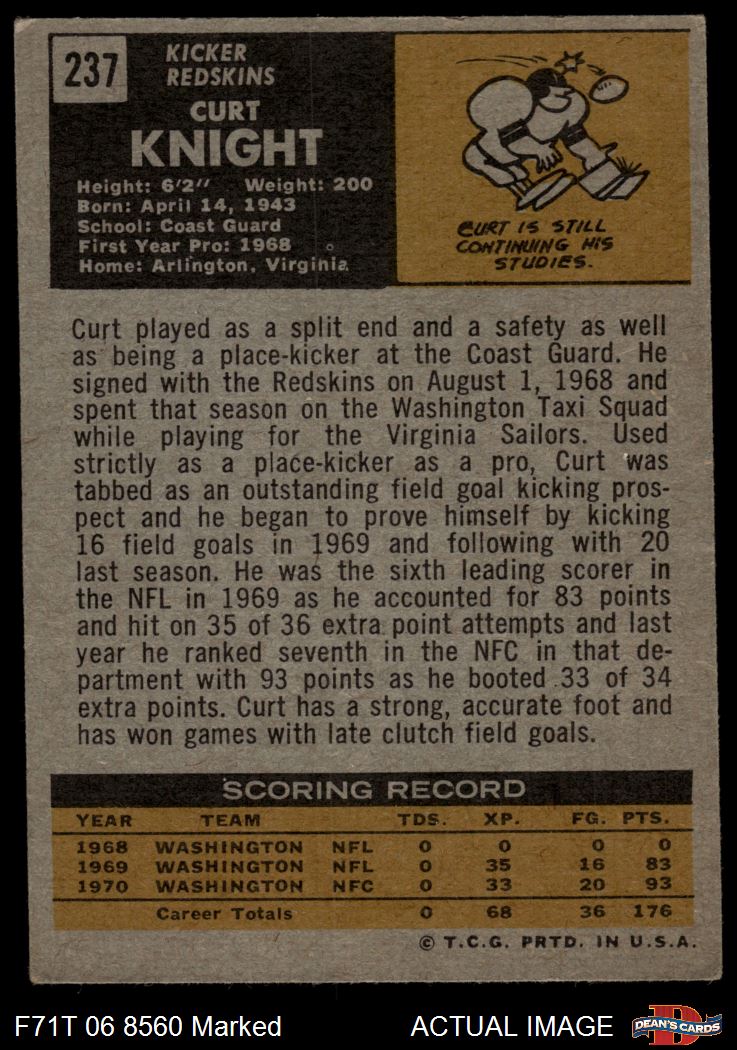 237
KICKER
REDSKINS
CURT
KNIGHT
Height: 6'2" Weight: 200
Born: April 14, 1943
School: Coast Guard
First Year Pro: 1968
Home: Arlington, Virginia
CURT IS STILL
CONTINUING HIS
STUDIES.
Curt played as a split end and a safety as well
as being a place-kicker at the Coast Guard. He
signed with the Redskins on August 1, 1968 and
spent that season on the Washington Taxi Squad
while playing for the Virginia Sailors. Used
strictly as a place-kicker as a pro, Curt was
tabbed as an outstanding field goal kicking pros-
pect and he began to prove himself by kicking
16 field goals in 1969 and following with 20
last season. He was the sixth leading scorer in
the NFL in 1969 as he accounted for 83 points
and hit on 35 of 36 extra point attempts and last
year he ranked seventh in the NFC in that de-
partment with 93 points as he booted 33 of 34
extra points. Curt has a strong, accurate foot and
has won games with late clutch field goals.
SCORING RECORD
YEAR TEAM TDS. XP. FG. PTS.
1968 WASHINGTON NFL 0 0 0 0
1969 WASHINGTON NFL 0 35 16 83
1970 WASHINGTON NFC 0 33 20 93
Career Totals 0 68 36 176
© T.C.G. PRTD. IN U.S.A.
F71T 06 8560 Marked ACTUAL IMAGE
D
DEAN'S CARDS